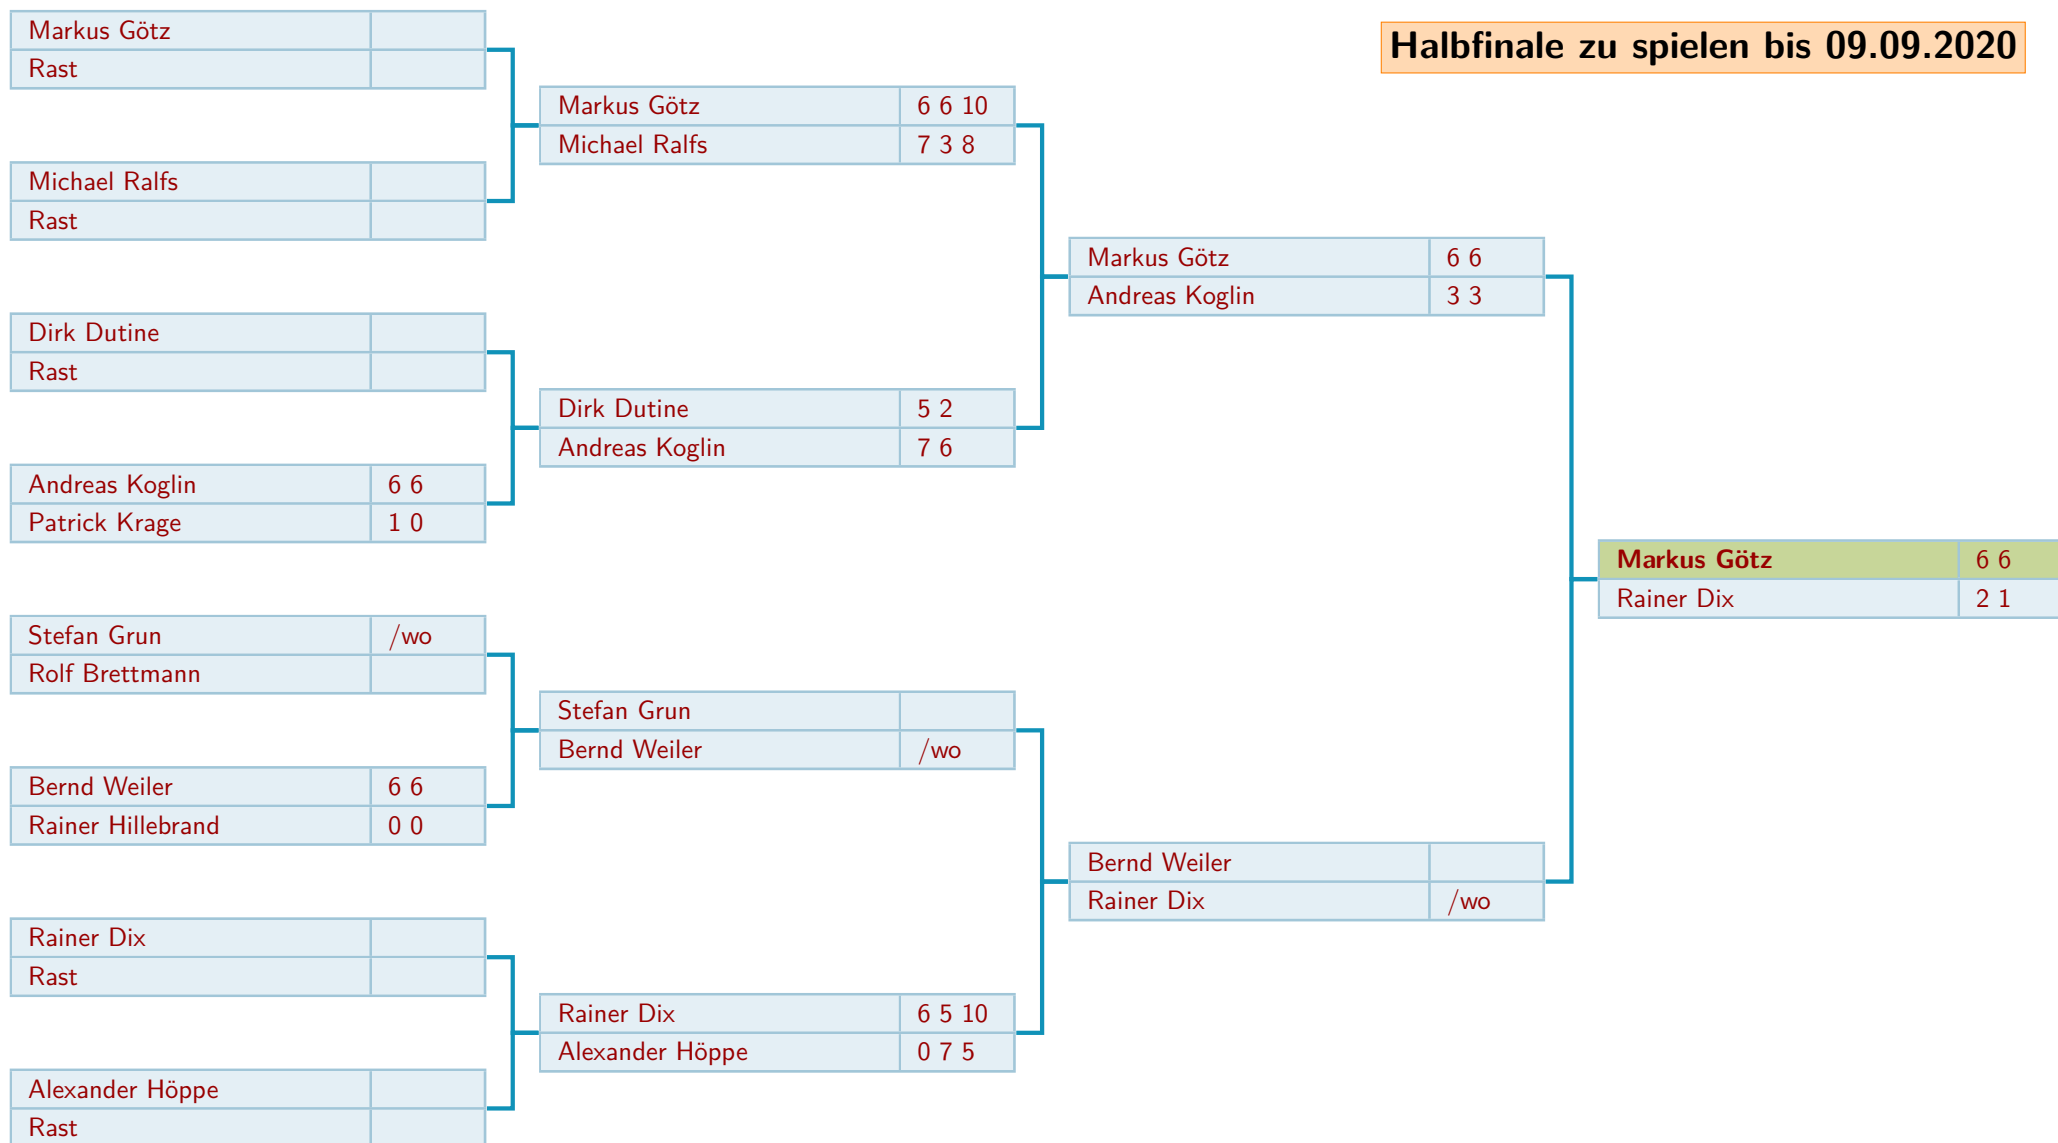 Halbfinale zu spielen bis 09.09.2020
Markus Götz
Rast
Michael Ralfs
Rast
Dirk Dutine
Rast
Andreas Koglin 6 6
Patrick Krage 1 0
Stefan Grun /wo
Rolf Brettmann
Bernd Weiler 6 6
Rainer Hillebrand 0 0
Rainer Dix
Rast
Alexander Höppe
Rast
Markus Götz 6 6 10
Michael Ralfs 7 3 8
Dirk Dutine 5 2
Andreas Koglin 7 6
Stefan Grun
Bernd Weiler /wo
Rainer Dix 6 5 10
Alexander Höppe 0 7 5
Markus Götz 6 6
Andreas Koglin 3 3
Bernd Weiler
Rainer Dix /wo
Markus Götz 6 6
Rainer Dix 2 1